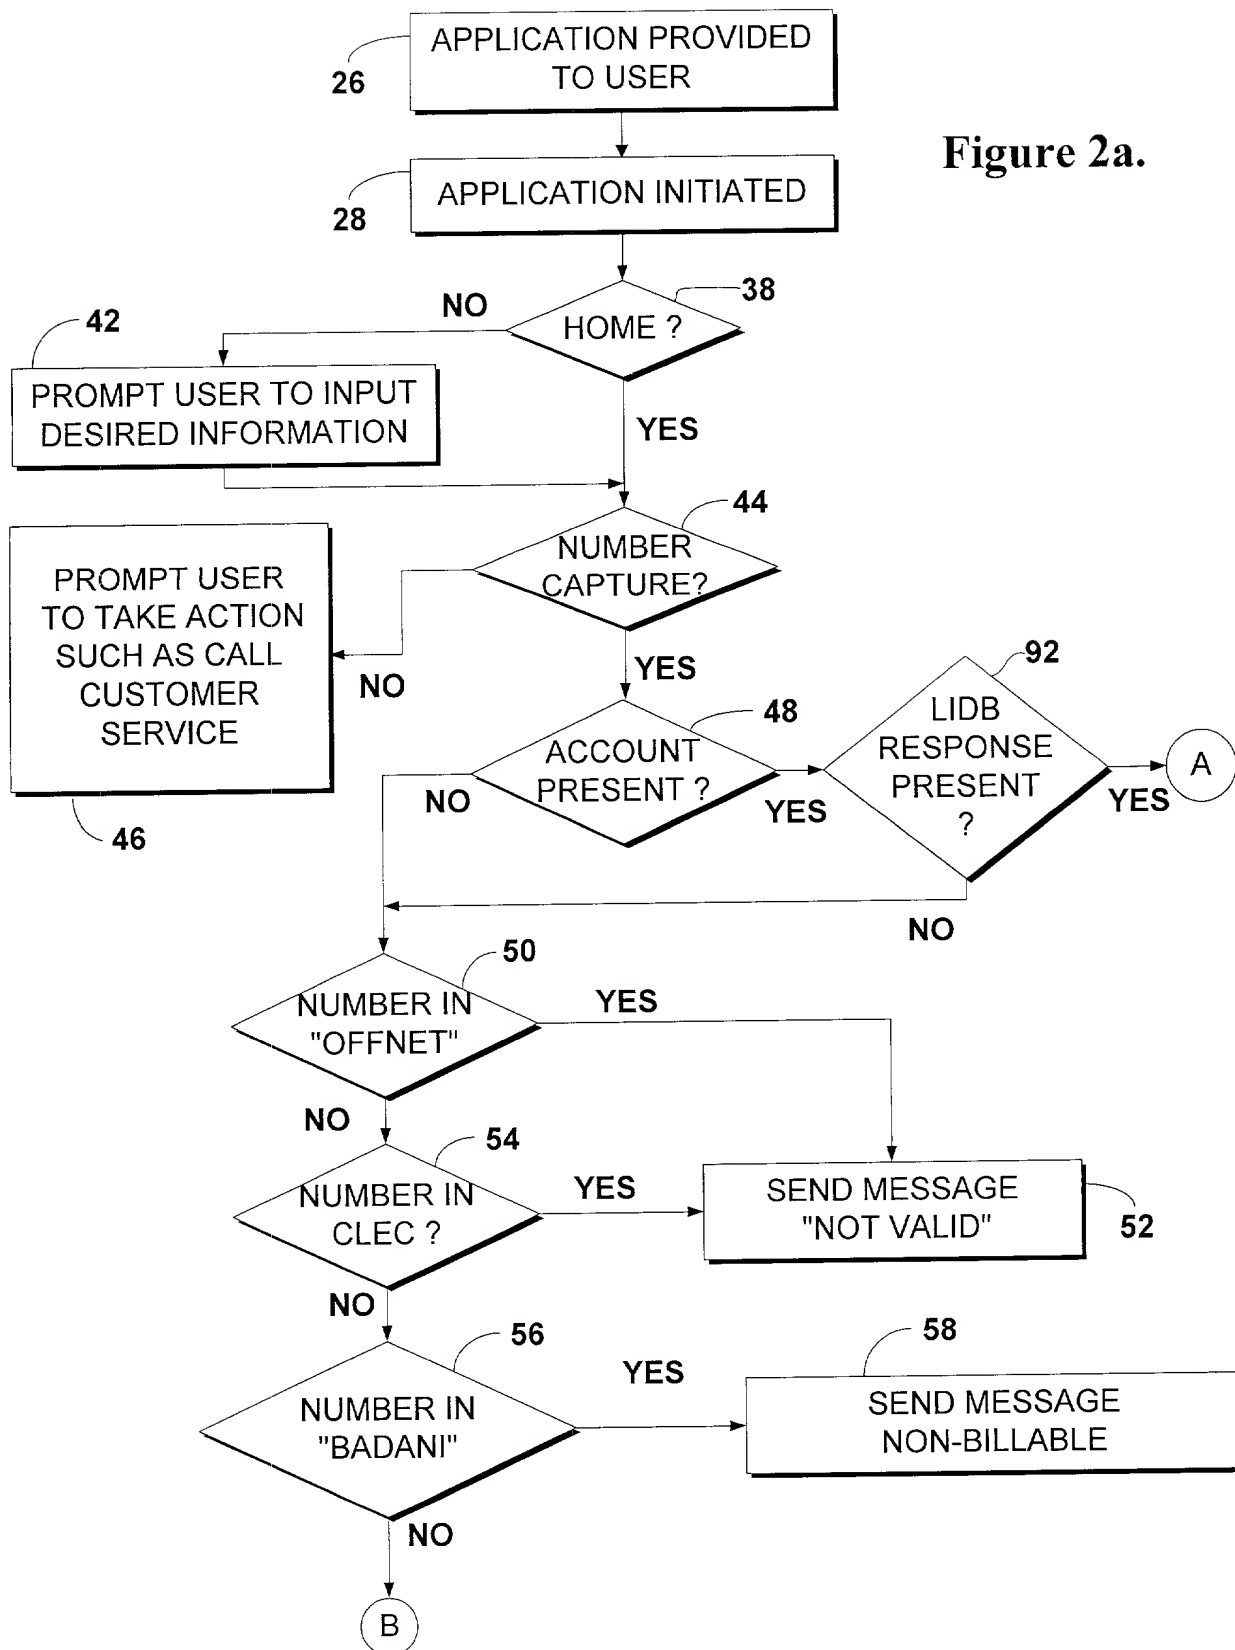 APPLICATION PROVIDED
TO USER
26
Figure 2a.
APPLICATION INITIATED
28
38
NO
HOME ?
42
PROMPT USER TO INPUT
DESIRED INFORMATION
YES
44
NUMBER
CAPTURE?
PROMPT USER
TO TAKE ACTION
SUCH AS CALL
CUSTOMER
SERVICE
NO
YES
92
48
LIDB
RESPONSE
PRESENT
?
ACCOUNT
PRESENT ?
A
NO
YES
YES
46
NO
50
NUMBER IN
"OFFNET"
YES
NO
54
NUMBER IN
CLEC ?
YES
SEND MESSAGE
"NOT VALID"
52
NO
56
58
YES
NUMBER IN
"BADANI"
SEND MESSAGE
NON-BILLABLE
NO
B